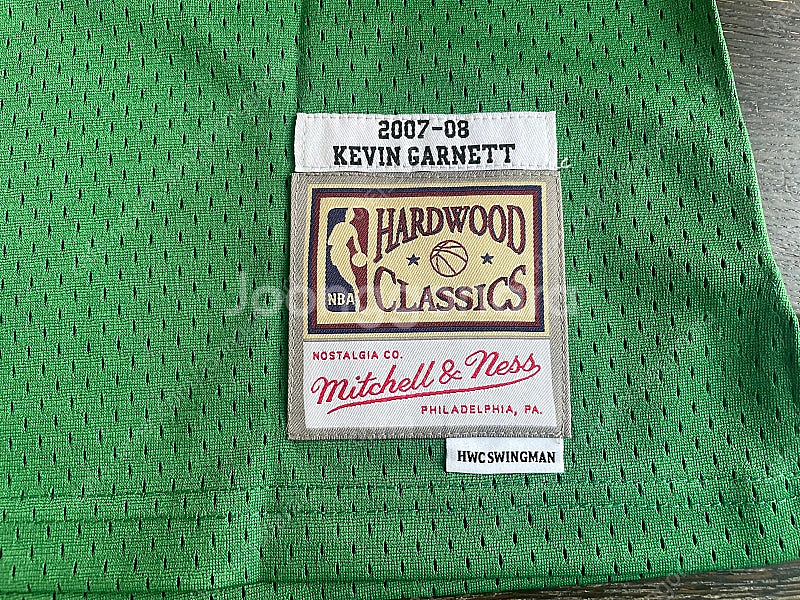 2007-08
KEVIN GARNETT
HARDWOOD
CLASSICS
NBA
NOSTALGIA CO.
Mitchell & Ness
PHILADELPHIA, PA.
HWC SWINGMAN